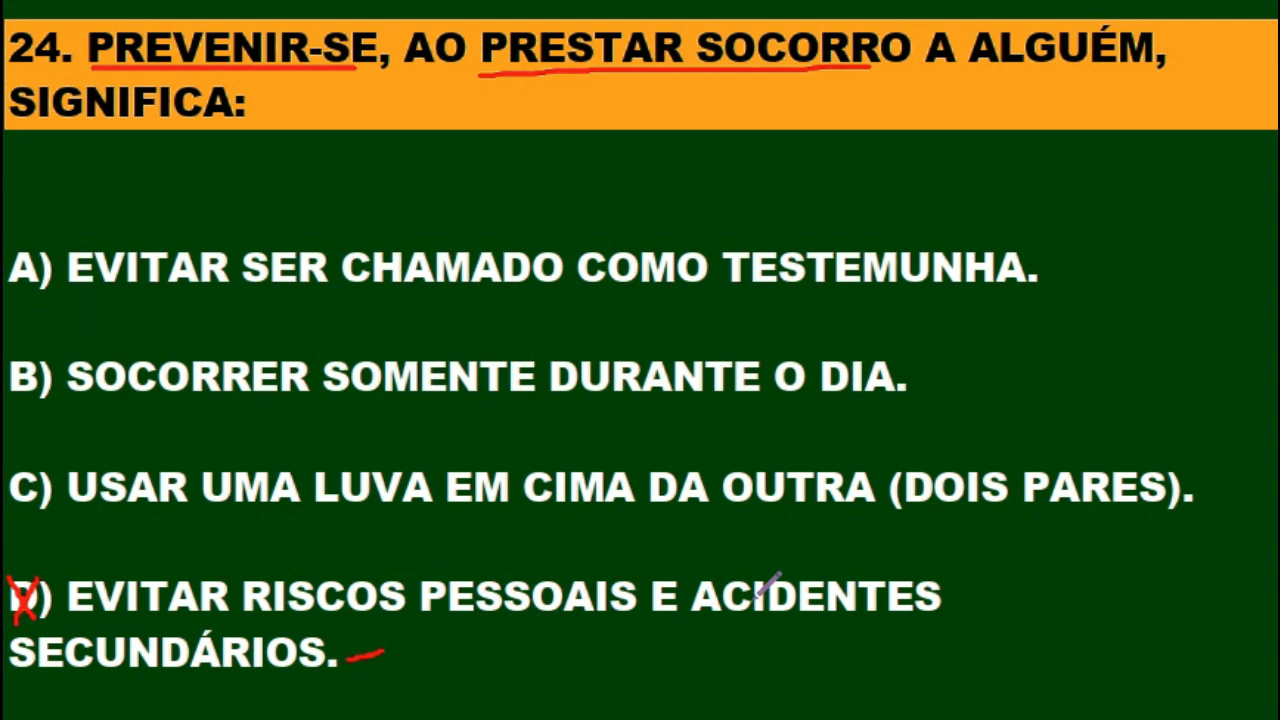 24. PREVENIR-SE, AO PRESTAR SOCORRO A ALGUÉM,
SIGNIFICA:
A) EVITAR SER CHAMADO COMO TESTEMUNHA.
B) SOCORRER SOMENTE DURANTE O DIA.
C) USAR UMA LUVA EM CIMA DA OUTRA (DOIS PARES).
D) EVITAR RISCOS PESSOAIS E ACIDENTES
SECUNDÁRIOS.